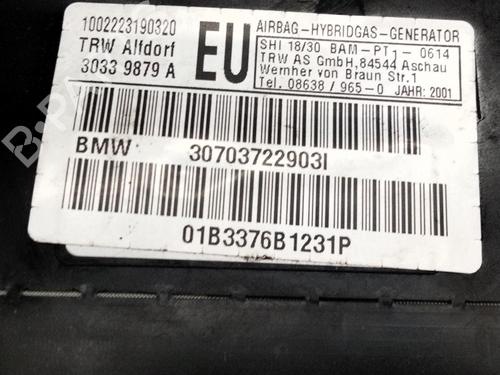 1002223190320
TRW Alfdorf
3033 9879 A
EU
AIRBAG-HYBRIDGAS-GENERATOR
SHI 18/30 BAM-PT1-0614
TRW AS GmbH,84544 Aschau
Wernher von Braun Str.1
Tel. 08638 / 965-0 JAHR: 2001
BMW 30703722903I
01B3376B1231P